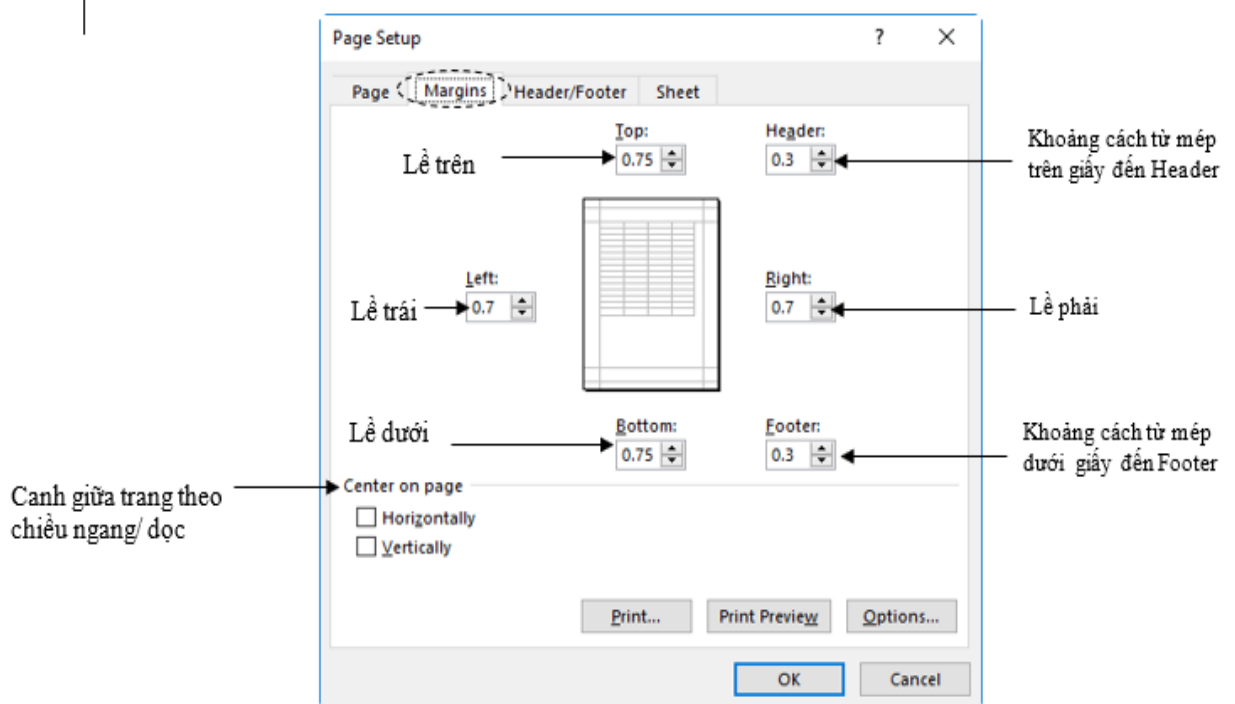 Page Setup
?
Page
Margins
Header/Footer
Sheet
Top:
Header:
Lề trên
0.75
0.3
Khoảng cách từ mép
trên giấy đến Header
Left:
Right:
Lề trái
0.7
0.7
Lề phải
Bottom:
Footer:
Lề dưới
0.75
0.3
Khoảng cách từ mép
dưới giấy đến Footer
Canh giữa trang theo
chiều ngang/ dọc
Center on page
Horizontally
Vertically
Print...
Print Preview
Options...
OK
Cancel